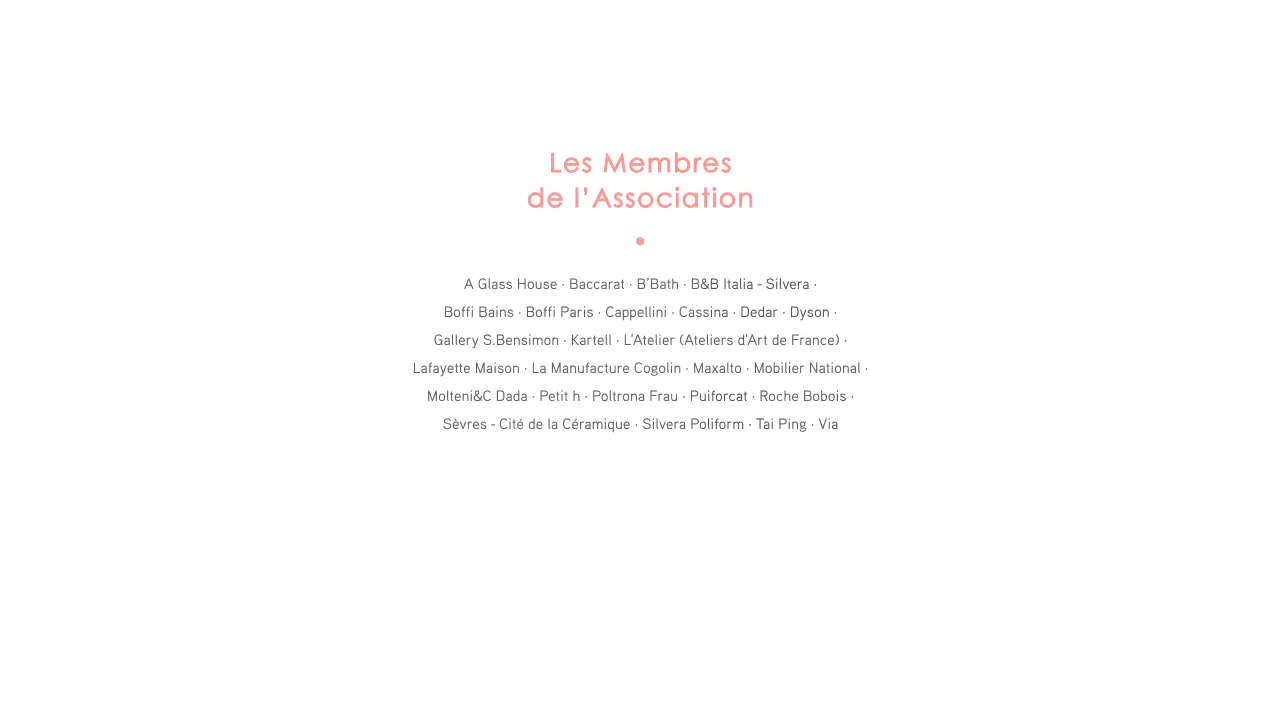 Les Membres
de l’Association
A Glass House · Baccarat · B’Bath · B&B Italia - Silvera ·
Boffi Bains · Boffi Paris · Cappellini · Cassina · Dedar · Dyson ·
Gallery S.Bensimon · Kartell · L’Atelier (Ateliers d’Art de France) ·
Lafayette Maison · La Manufacture Cogolin · Maxalto · Mobilier National ·
Molteni&C Dada · Petit h · Poltrona Frau · Puiforcat · Roche Bobois ·
Sèvres - Cité de la Céramique · Silvera Poliform · Tai Ping · Via